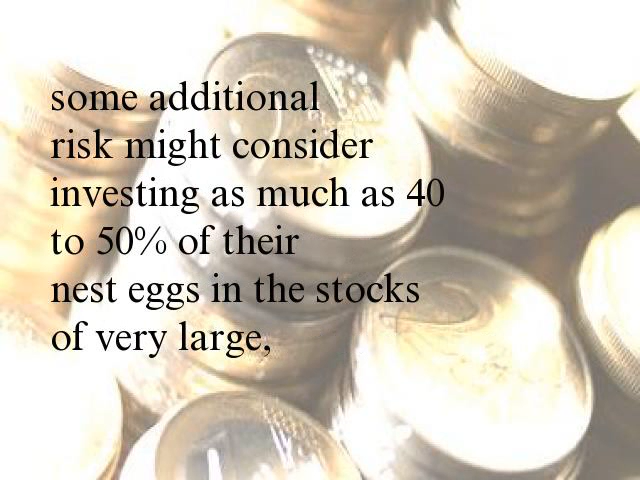 some additional
risk might consider
investing as much as 40
to 50% of their
nest eggs in the stocks
of very large,